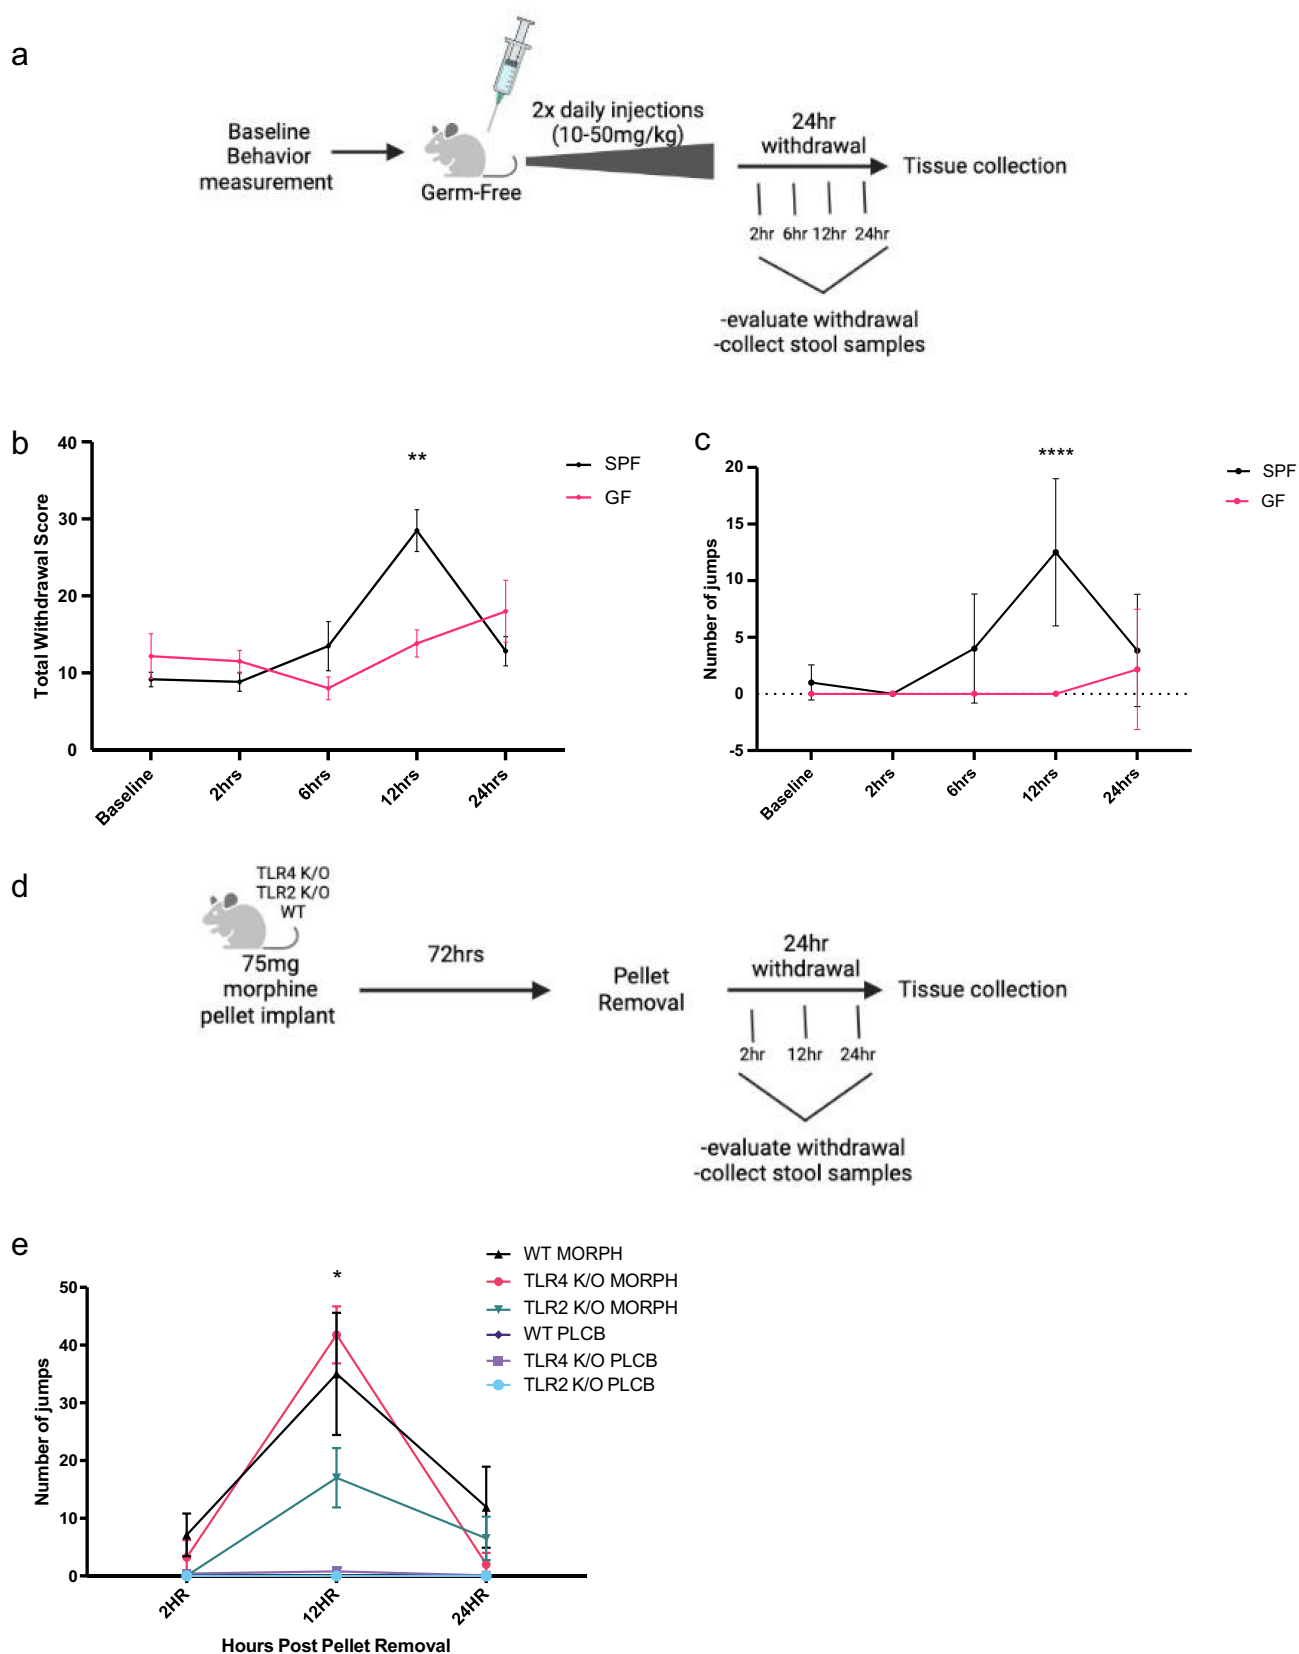 a
Baseline
Behavior
measurement
Germ-Free
2x daily injections
(10-50mg/kg)
24hr
withdrawal
Tissue collection
2hr 6hr 12hr 24hr
-evaluate withdrawal
-collect stool samples
b
Total Withdrawal Score
40
30
20
10
0
**
SPF
GF
Baseline
2hrs
6hrs
12hrs
24hrs
c
Number of jumps
20
15
10
5
0
-5
****
SPF
GF
Baseline
2hrs
6hrs
12hrs
24hrs
d
TLR4 K/O
TLR2 K/O
WT
75mg
morphine
pellet implant
72hrs
Pellet
Removal
24hr
withdrawal
Tissue collection
2hr 12hr 24hr
-evaluate withdrawal
-collect stool samples
e
Number of jumps
50
40
30
20
10
0
*
WT MORPH
TLR4 K/O MORPH
TLR2 K/O MORPH
WT PLCB
TLR4 K/O PLCB
TLR2 K/O PLCB
2HR
12HR
24HR
Hours Post Pellet Removal